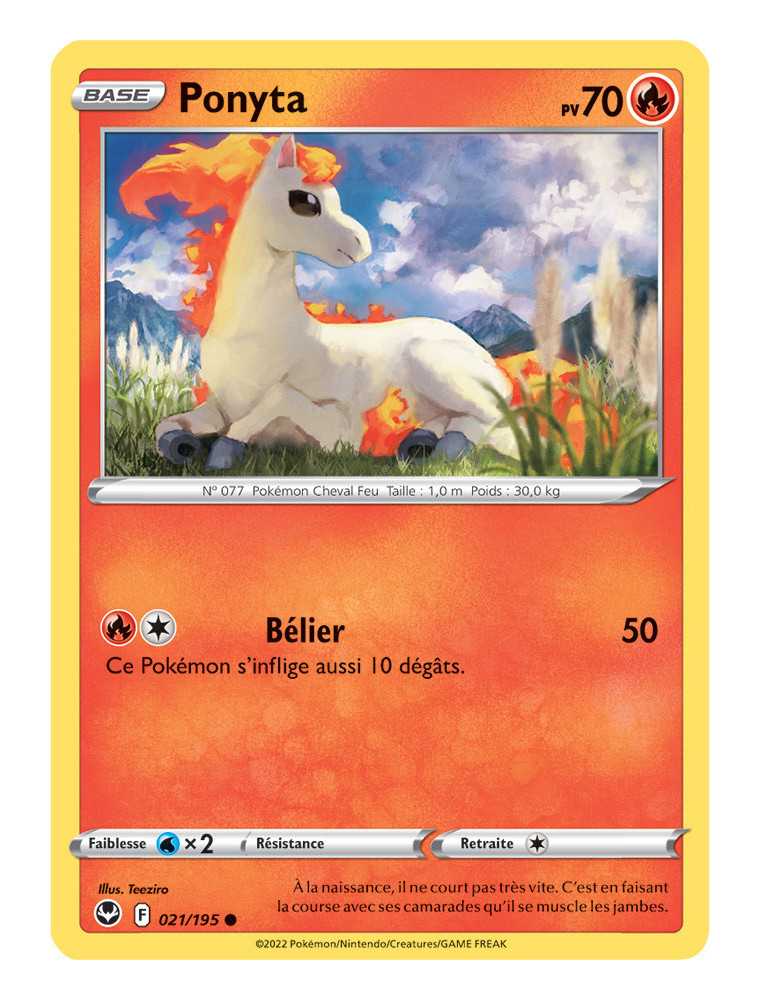 BASE Ponyta PV 70
N° 077 Pokémon Cheval Feu Taille : 1,0 m Poids : 30,0 kg
Bélier 50
Ce Pokémon s'inflige aussi 10 dégâts.
Faiblesse ×2 Résistance Retraite
Illus. Teeziro
À la naissance, il ne court pas très vite. C'est en faisant
la course avec ses camarades qu'il se muscle les jambes.
F 021/195
©2022 Pokémon/Nintendo/Creatures/GAME FREAK